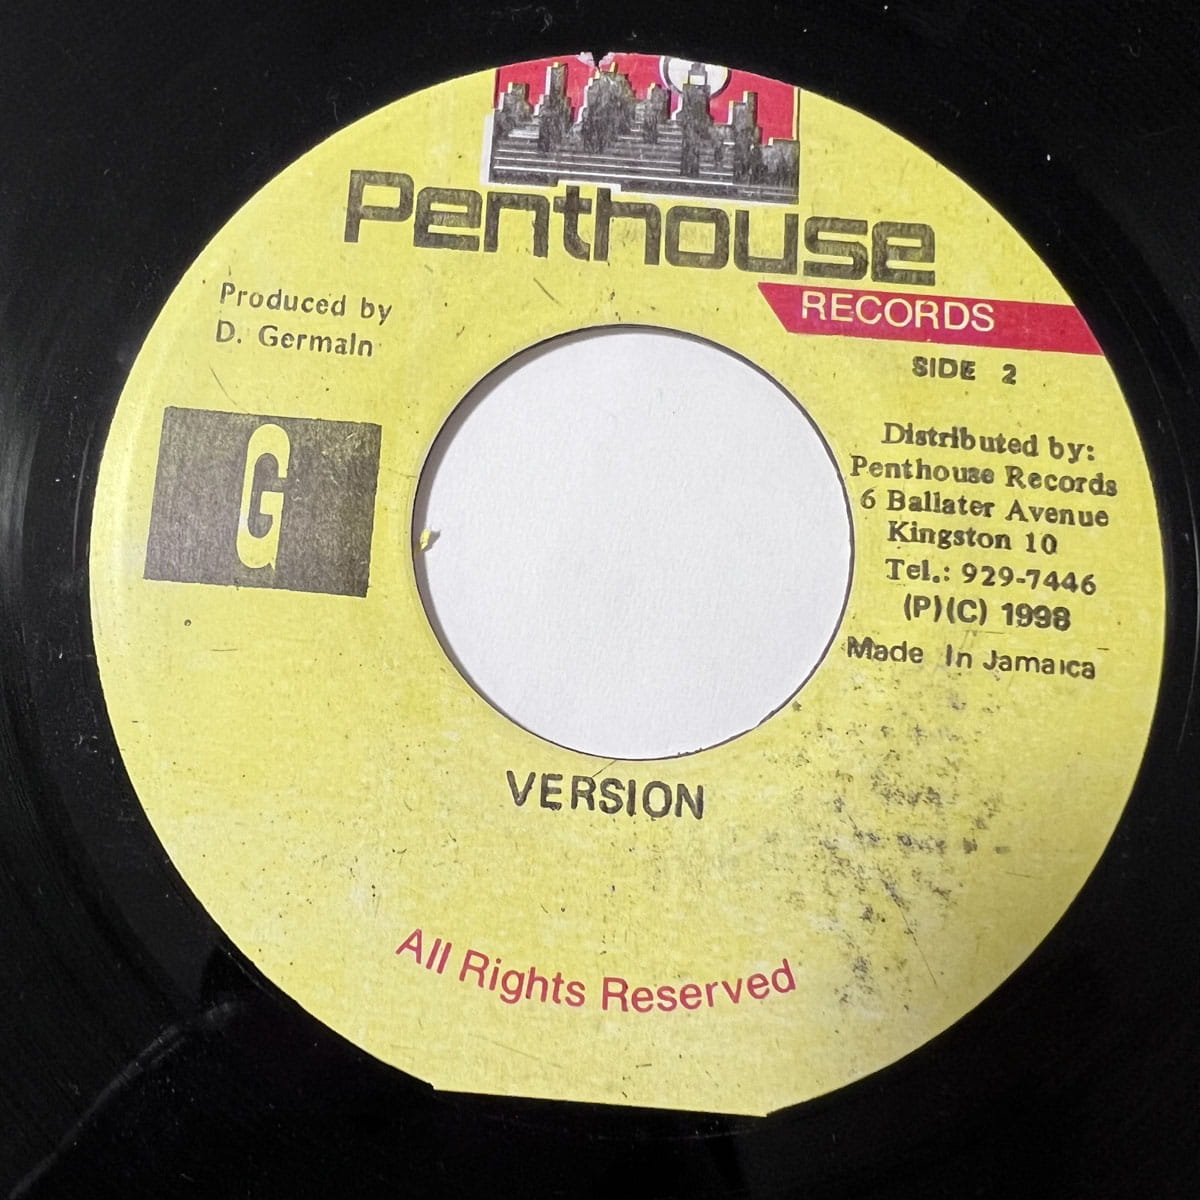 Penthouse
RECORDS
Produced by
D. Germain
SIDE 2
G
Distributed by:
Penthouse Records
6 Ballater Avenue
Kingston 10
Tel.: 929-7446
(P)(C) 1998
Made In Jamaica
VERSION
All Rights Reserved